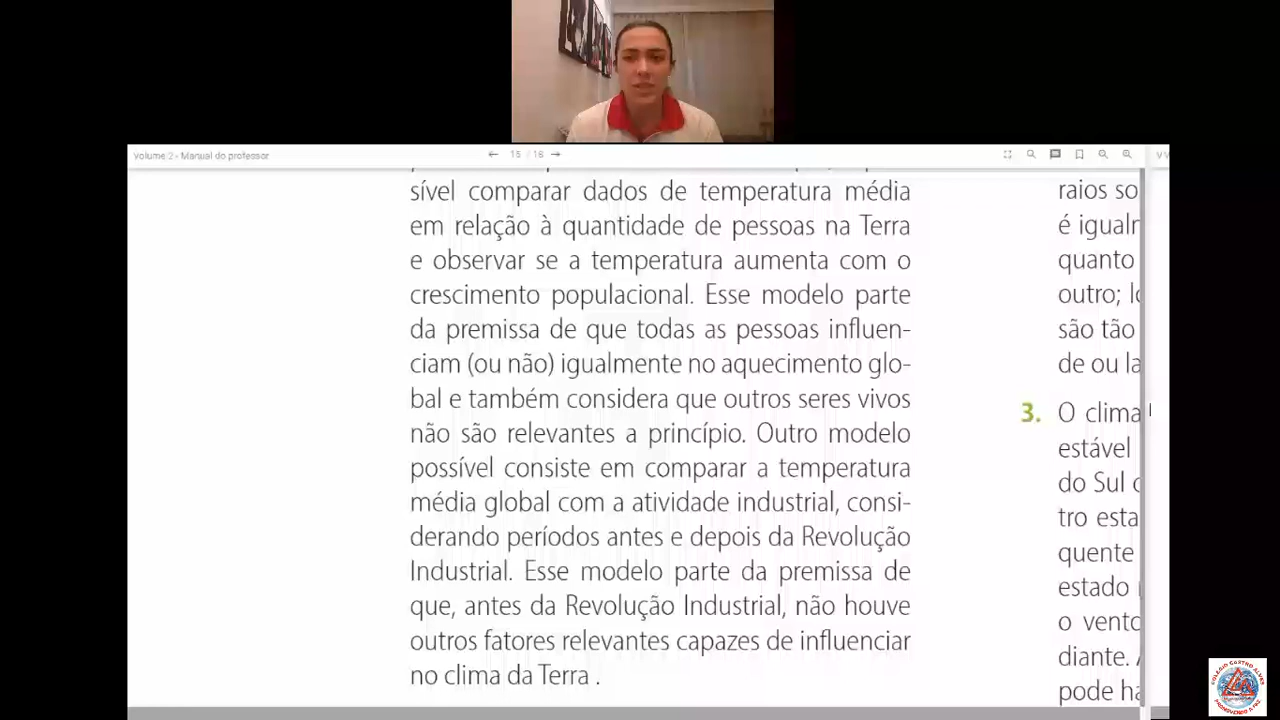 Volume 2 • Manual do professor
15 / 16
sível comparar dados de temperatura média
em relação à quantidade de pessoas na Terra
e observar se a temperatura aumenta com o
crescimento populacional. Esse modelo parte
da premissa de que todas as pessoas influen-
ciam (ou não) igualmente no aquecimento glo-
bal e também considera que outros seres vivos
não são relevantes a princípio. Outro modelo
possível consiste em comparar a temperatura
média global com a atividade industrial, consi-
derando períodos antes e depois da Revolução
Industrial. Esse modelo parte da premissa de
que, antes da Revolução Industrial, não houve
outros fatores relevantes capazes de influenciar
no clima da Terra .
raios so
é igualr
quanto
outro; lo
são tão
de ou la
3. O clima
estável
do Sul
tro esta
quente
estado
o vento
diante.
pode ha
COLÉGIO CASTRO ALVES